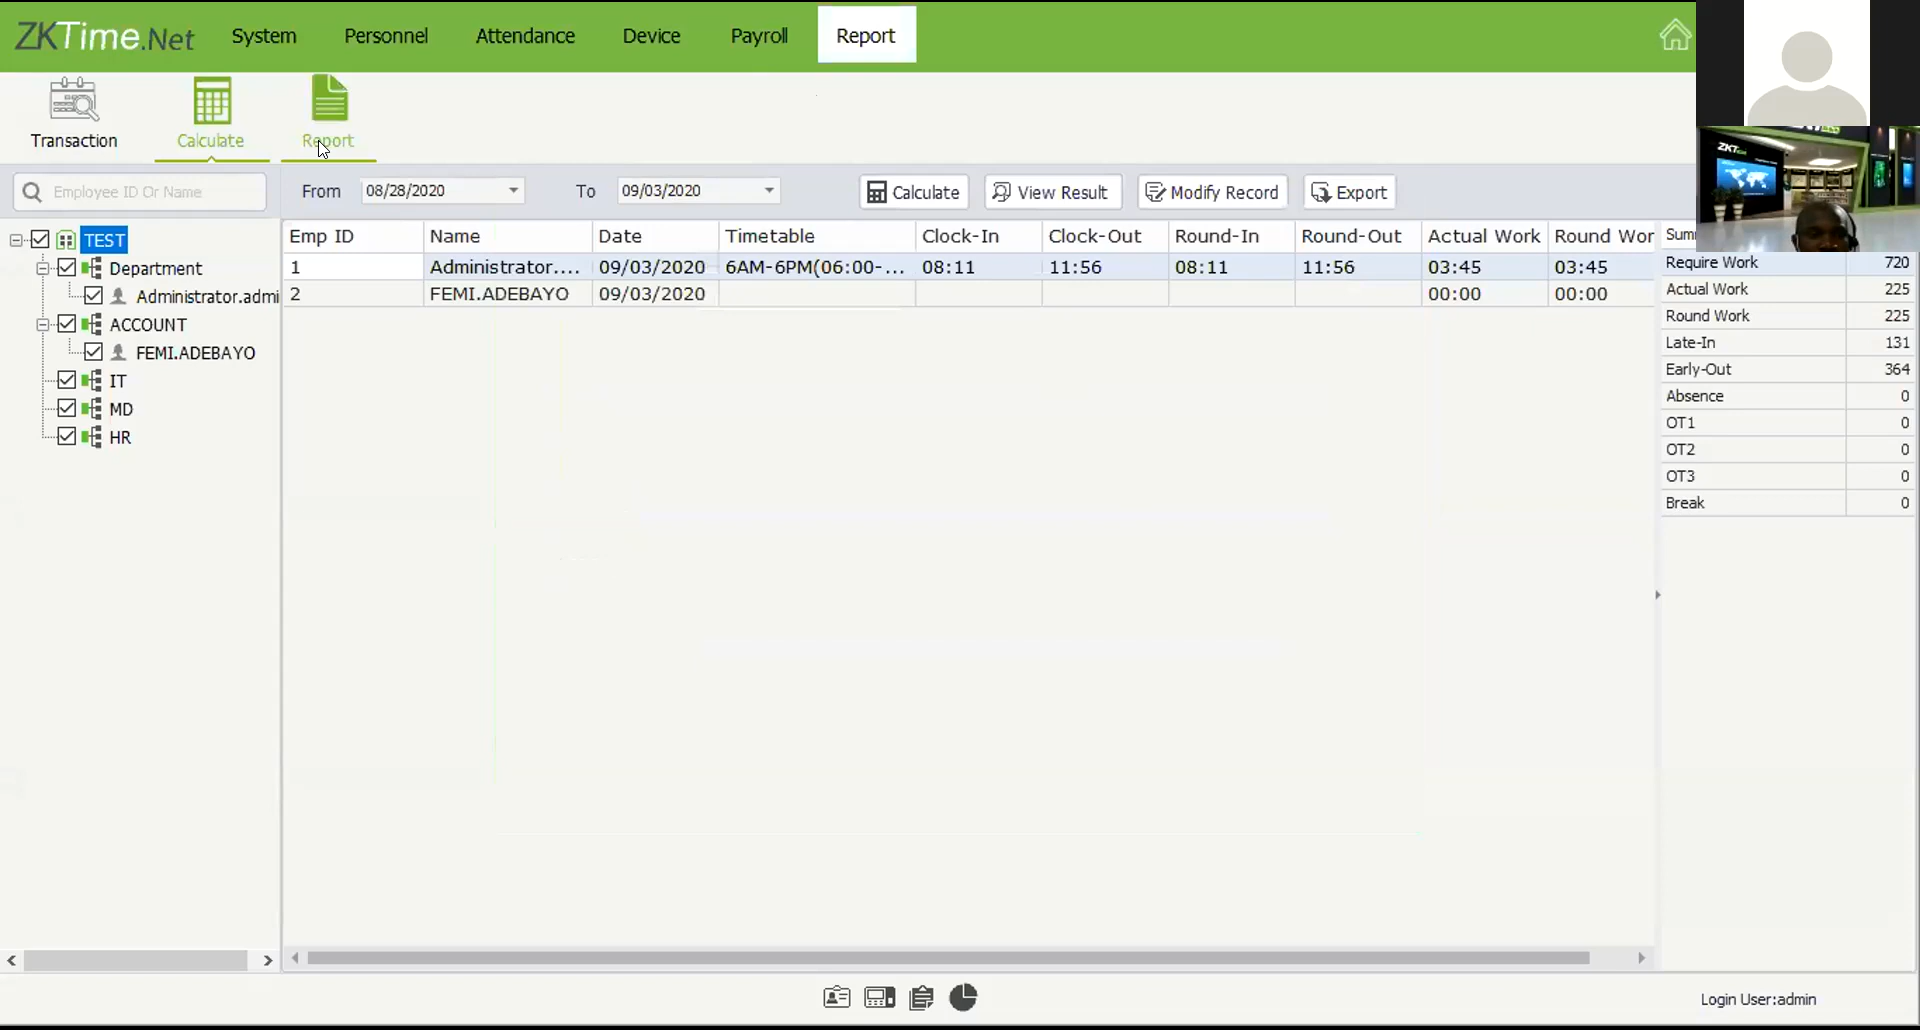 ZKTime.Net System Personnel Attendance Device Payroll Report
Transaction Calculate Report
Employee ID Or Name From 08/28/2020 To 09/03/2020 Calculate View Result Modify Record Export
TEST
Department
Administrator.admi
ACCOUNT
FEMI.ADEBAYO
IT
MD
HR
Emp ID Name Date Timetable Clock-In Clock-Out Round-In Round-Out Actual Work Round Wor
1 Administrator.... 09/03/2020 6AM-6PM(06:00-... 08:11 11:56 08:11 11:56 03:45 03:45
2 FEMI.ADEBAYO 09/03/2020 00:00 00:00
Require Work 720
Actual Work 225
Round Work 225
Late-In 131
Early-Out 364
Absence 0
OT1 0
OT2 0
OT3 0
Break 0
Login User:admin